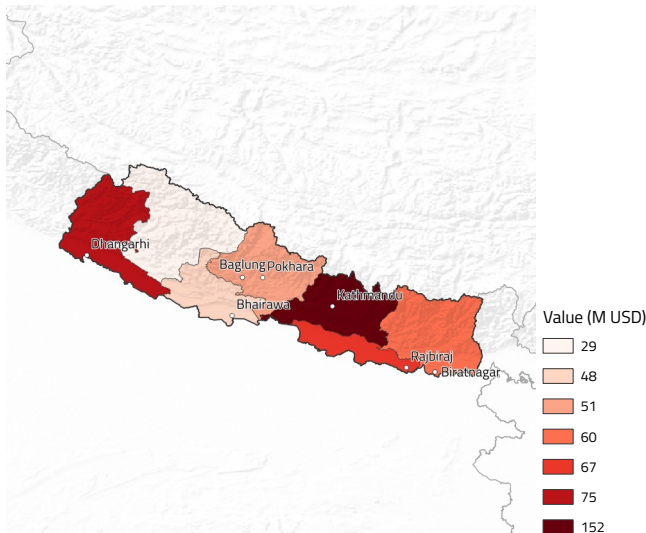 Dhangarhi
Baglung
Pokhara
Bhairawa
Kathmandu
Rajbiraj
Biratnagar
Value (M USD)
29
48
51
60
67
75
152